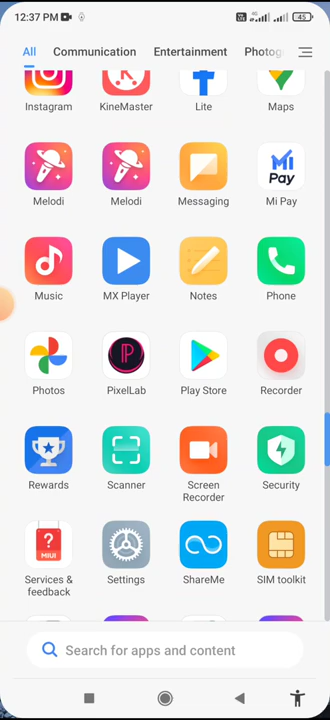 12:37 PM 4G 45
All Communication Entertainment Photog
Instagram KineMaster Lite Maps
Melodi Melodi Messaging Mi Pay
Music MX Player Notes Phone
Photos PixelLab Play Store Recorder
Rewards Scanner Screen Recorder Security
Services & feedback Settings ShareMe SIM toolkit
Search for apps and content